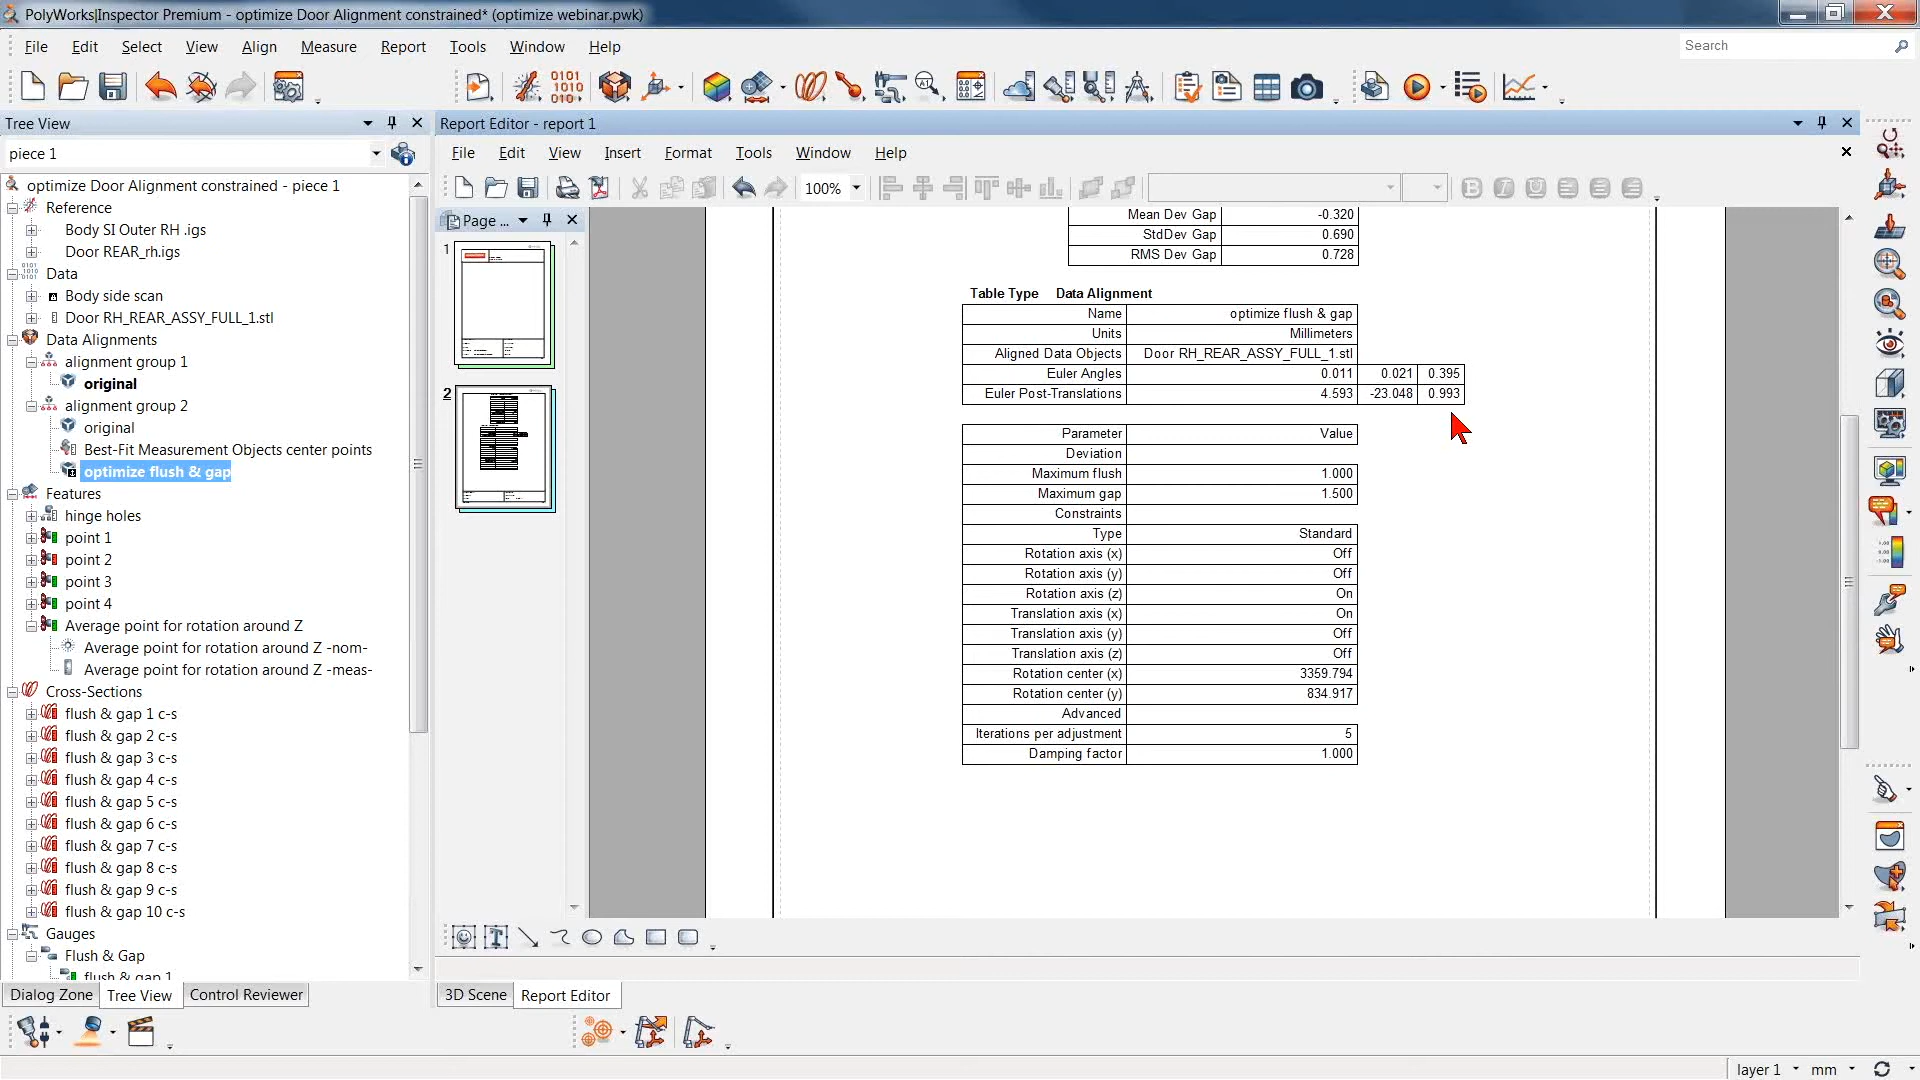 PolyWorks|Inspector Premium - optimize Door Alignment constrained* (optimize webinar.pwk)
File Edit Select View Align Measure Report Tools Window Help
Search
Tree View
piece 1
optimize Door Alignment constrained - piece 1
Reference
Body SI Outer RH .igs
Door REAR_rh.igs
Data
Body side scan
Door RH_REAR_ASSY_FULL_1.stl
Data Alignments
alignment group 1
original
alignment group 2
original
Best-Fit Measurement Objects center points
optimize flush & gap
Features
hinge holes
point 1
point 2
point 3
point 4
Average point for rotation around Z
Average point for rotation around Z -nom-
Average point for rotation around Z -meas-
Cross-Sections
flush & gap 1 c-s
flush & gap 2 c-s
flush & gap 3 c-s
flush & gap 4 c-s
flush & gap 5 c-s
flush & gap 6 c-s
flush & gap 7 c-s
flush & gap 8 c-s
flush & gap 9 c-s
flush & gap 10 c-s
Gauges
Flush & Gap
flush & gap 1
Dialog Zone Tree View Control Reviewer
Report Editor - report 1
File Edit View Insert Format Tools Window Help
100%
B I U
Page ...
1
2
Mean Dev Gap -0.320
StdDev Gap 0.690
RMS Dev Gap 0.728
Table Type Data Alignment
Name optimize flush & gap
Units Millimeters
Aligned Data Objects Door RH_REAR_ASSY_FULL_1.stl
Euler Angles 0.011 0.021 0.395
Euler Post-Translations 4.593 -23.048 0.993
Parameter Value
Deviation
Maximum flush 1.000
Maximum gap 1.500
Constraints
Type Standard
Rotation axis (x) Off
Rotation axis (y) Off
Rotation axis (z) On
Translation axis (x) On
Translation axis (y) Off
Translation axis (z) Off
Rotation center (x) 3359.794
Rotation center (y) 834.917
Advanced
Iterations per adjustment 5
Damping factor 1.000
3D Scene Report Editor
layer 1 mm